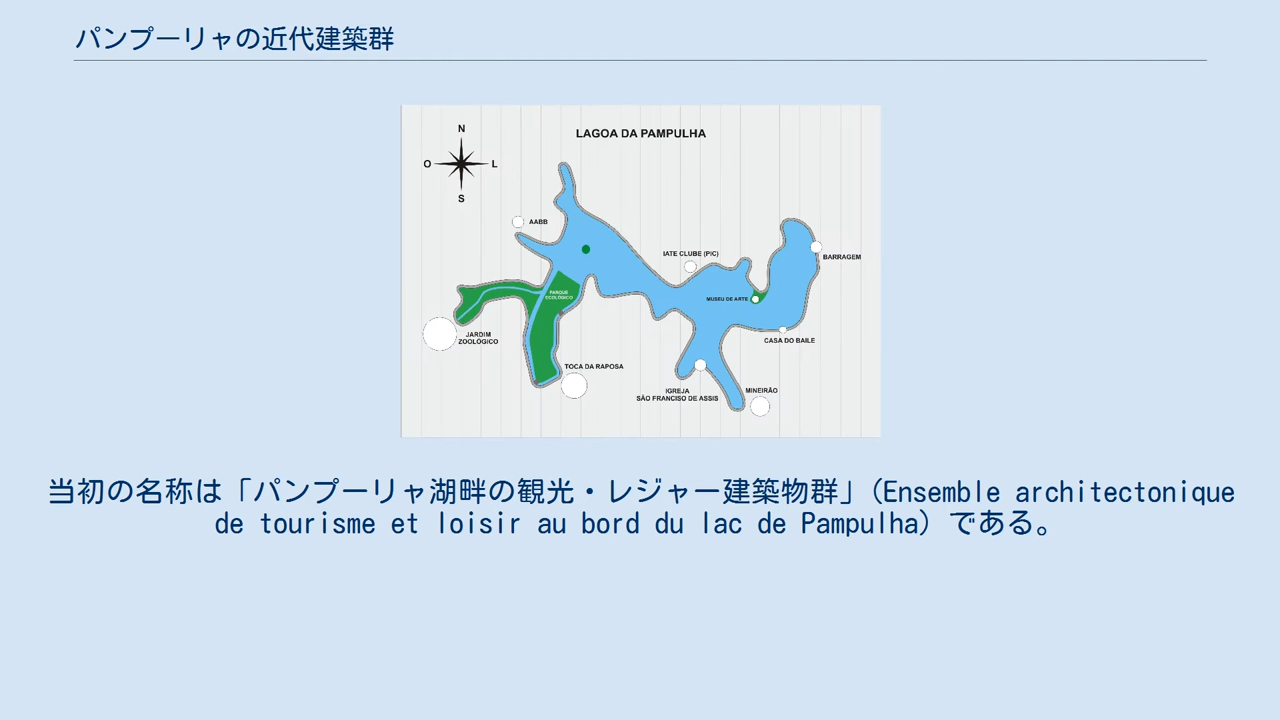 パンプーリャの近代建築群
LAGOA DA PAMPULHA
N
O
L
S
AABB
IATE CLUBE (PIC)
BARRAGEM
PARQUE
ECOLÓGICO
MUSEU DE ARTE
JARDIM
ZOOLÓGICO
CASA DO BAILE
TOCA DA RAPOSA
IGREJA
SÃO FRANCISO DE ASSIS
MINEIRÃO
当初の名称は「パンプーリャ湖畔の観光・レジャー建築物群」(Ensemble architectonique
de tourisme et loisir au bord du lac de Pampulha) である。